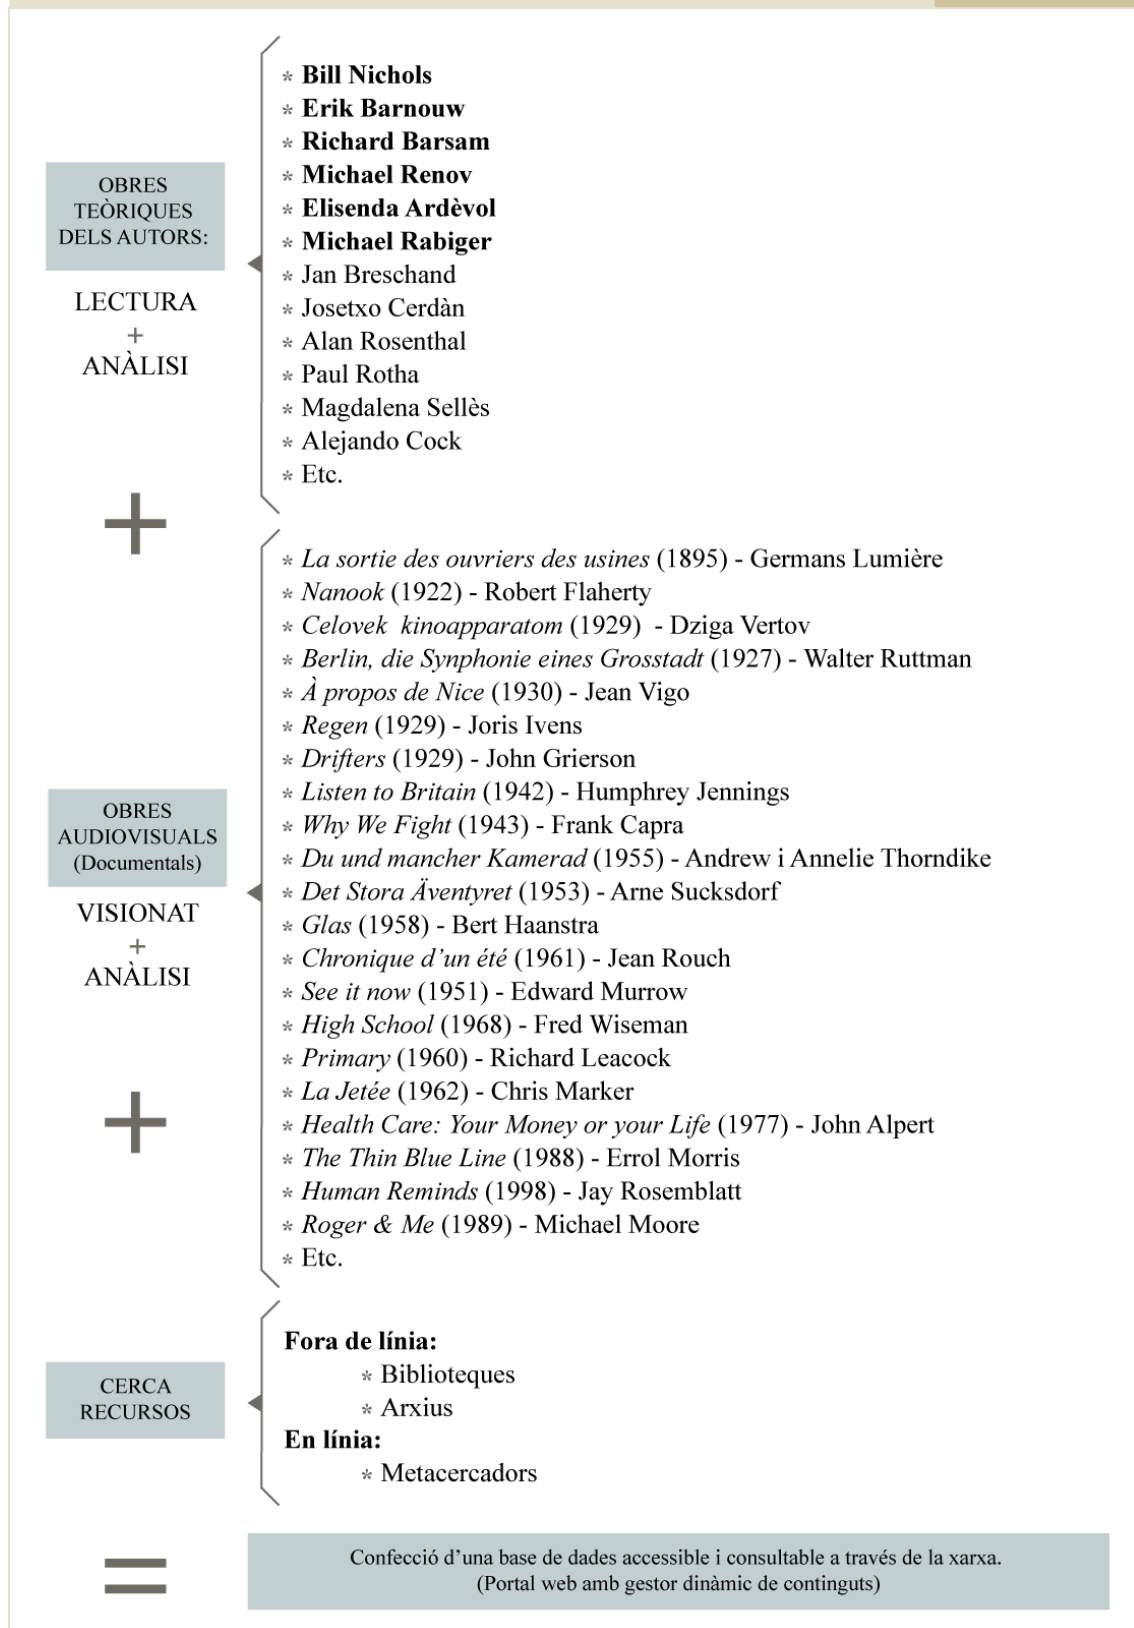 OBRES
TEÒRIQUES
DELS AUTORS:
LECTURA
+
ANÀLISI
* Bill Nichols
* Erik Barnouw
* Richard Barsam
* Michael Renov
* Elisenda Ardèvol
* Michael Rabiger
* Jan Breschand
* Josetxo Cerdàn
* Alan Rosenthal
* Paul Rotha
* Magdalena Sellès
* Alejando Cock
* Etc.
+
OBRES
AUDIOVISUALS
(Documentals)
VISIONAT
+
ANÀLISI
* La sortie des ouvriers des usines (1895) - Germans Lumière
* Nanook (1922) - Robert Flaherty
* Celovek kinoapparatom (1929) - Dziga Vertov
* Berlin, die Synphonie eines Grosstadt (1927) - Walter Ruttman
* À propos de Nice (1930) - Jean Vigo
* Regen (1929) - Joris Ivens
* Drifters (1929) - John Grierson
* Listen to Britain (1942) - Humphrey Jennings
* Why We Fight (1943) - Frank Capra
* Du und mancher Kamerad (1955) - Andrew i Annelie Thorndike
* Det Stora Äventyret (1953) - Arne Sucksdorf
* Glas (1958) - Bert Haanstra
* Chronique d'un été (1961) - Jean Rouch
* See it now (1951) - Edward Murrow
* High School (1968) - Fred Wiseman
* Primary (1960) - Richard Leacock
* La Jetée (1962) - Chris Marker
* Health Care: Your Money or your Life (1977) - John Alpert
* The Thin Blue Line (1988) - Errol Morris
* Human Reminds (1998) - Jay Rosemblatt
* Roger & Me (1989) - Michael Moore
* Etc.
+
CERCA
RECURSOS
Fora de línia:
* Biblioteques
* Arxius
En línia:
* Metacercadors
=
Confecció d'una base de dades accessible i consultable a través de la xarxa.
(Portal web amb gestor dinàmic de continguts)